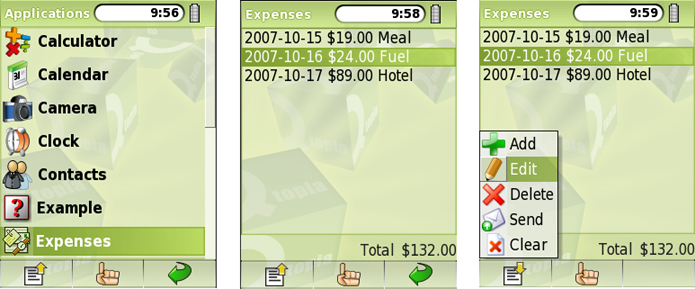 Applications 9:56
Calculator
Calendar
Camera
Clock
Contacts
Example
Expenses
Expenses 9:58
2007-10-15 $19.00 Meal
2007-10-16 $24.00 Fuel
2007-10-17 $89.00 Hotel
topia
Total $132.00
Expenses 9:59
2007-10-15 $19.00 Meal
2007-10-16 $24.00 Fuel
2007-10-17 $89.00 Hotel
Add
Edit
Delete
Send
Clear
Total $132.00